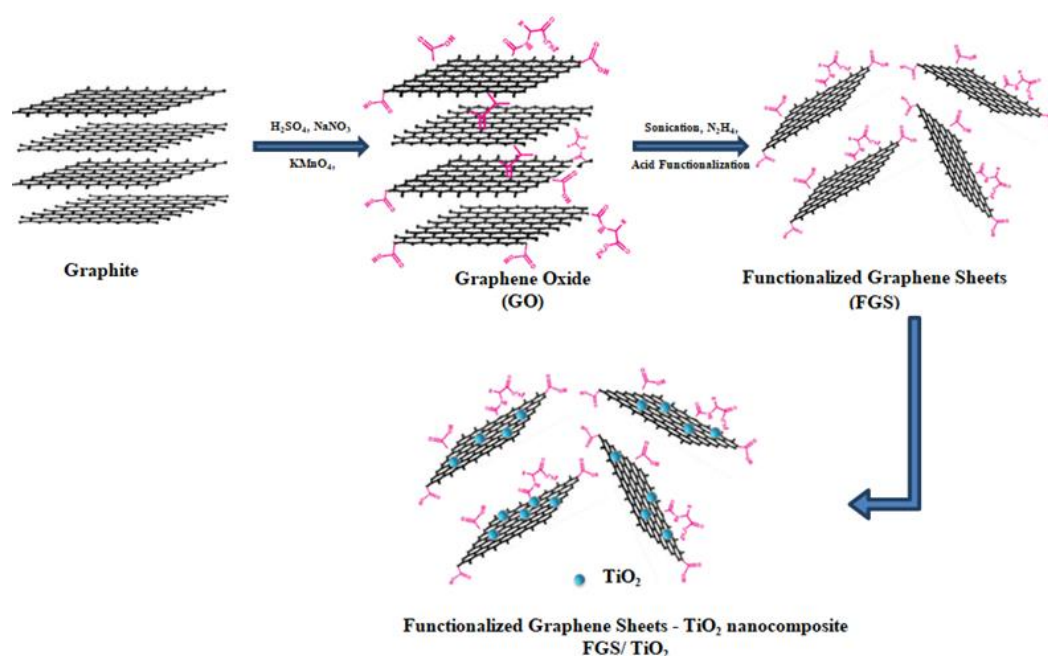 H₂SO₄, NaNO₃
KMnO₄,
Sonication, N₂H₄,
Acid Functionalization
Graphite
Graphene Oxide
(GO)
Functionalized Graphene Sheets
(FGS)
TiO₂
Functionalized Graphene Sheets - TiO₂ nanocomposite
FGS/ TiO₂